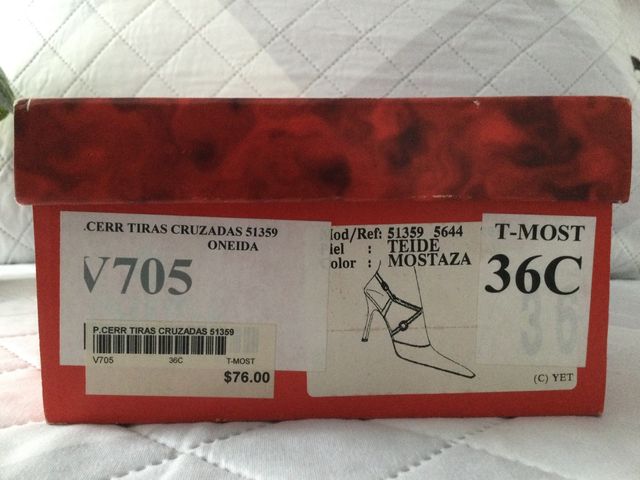 .CERR TIRAS CRUZADAS 51359
ONEIDA
V705
P.CERR TIRAS CRUZADAS 51359
V705 36C T-MOST
$76.00
Mod/Ref: 51359 5644
iel : TEIDE
olor : MOSTAZA
(C) YET
T-MOST
36C